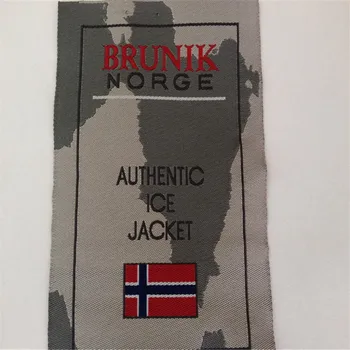 BRUNIK
NORGE
AUTHENTIC
ICE
JACKET